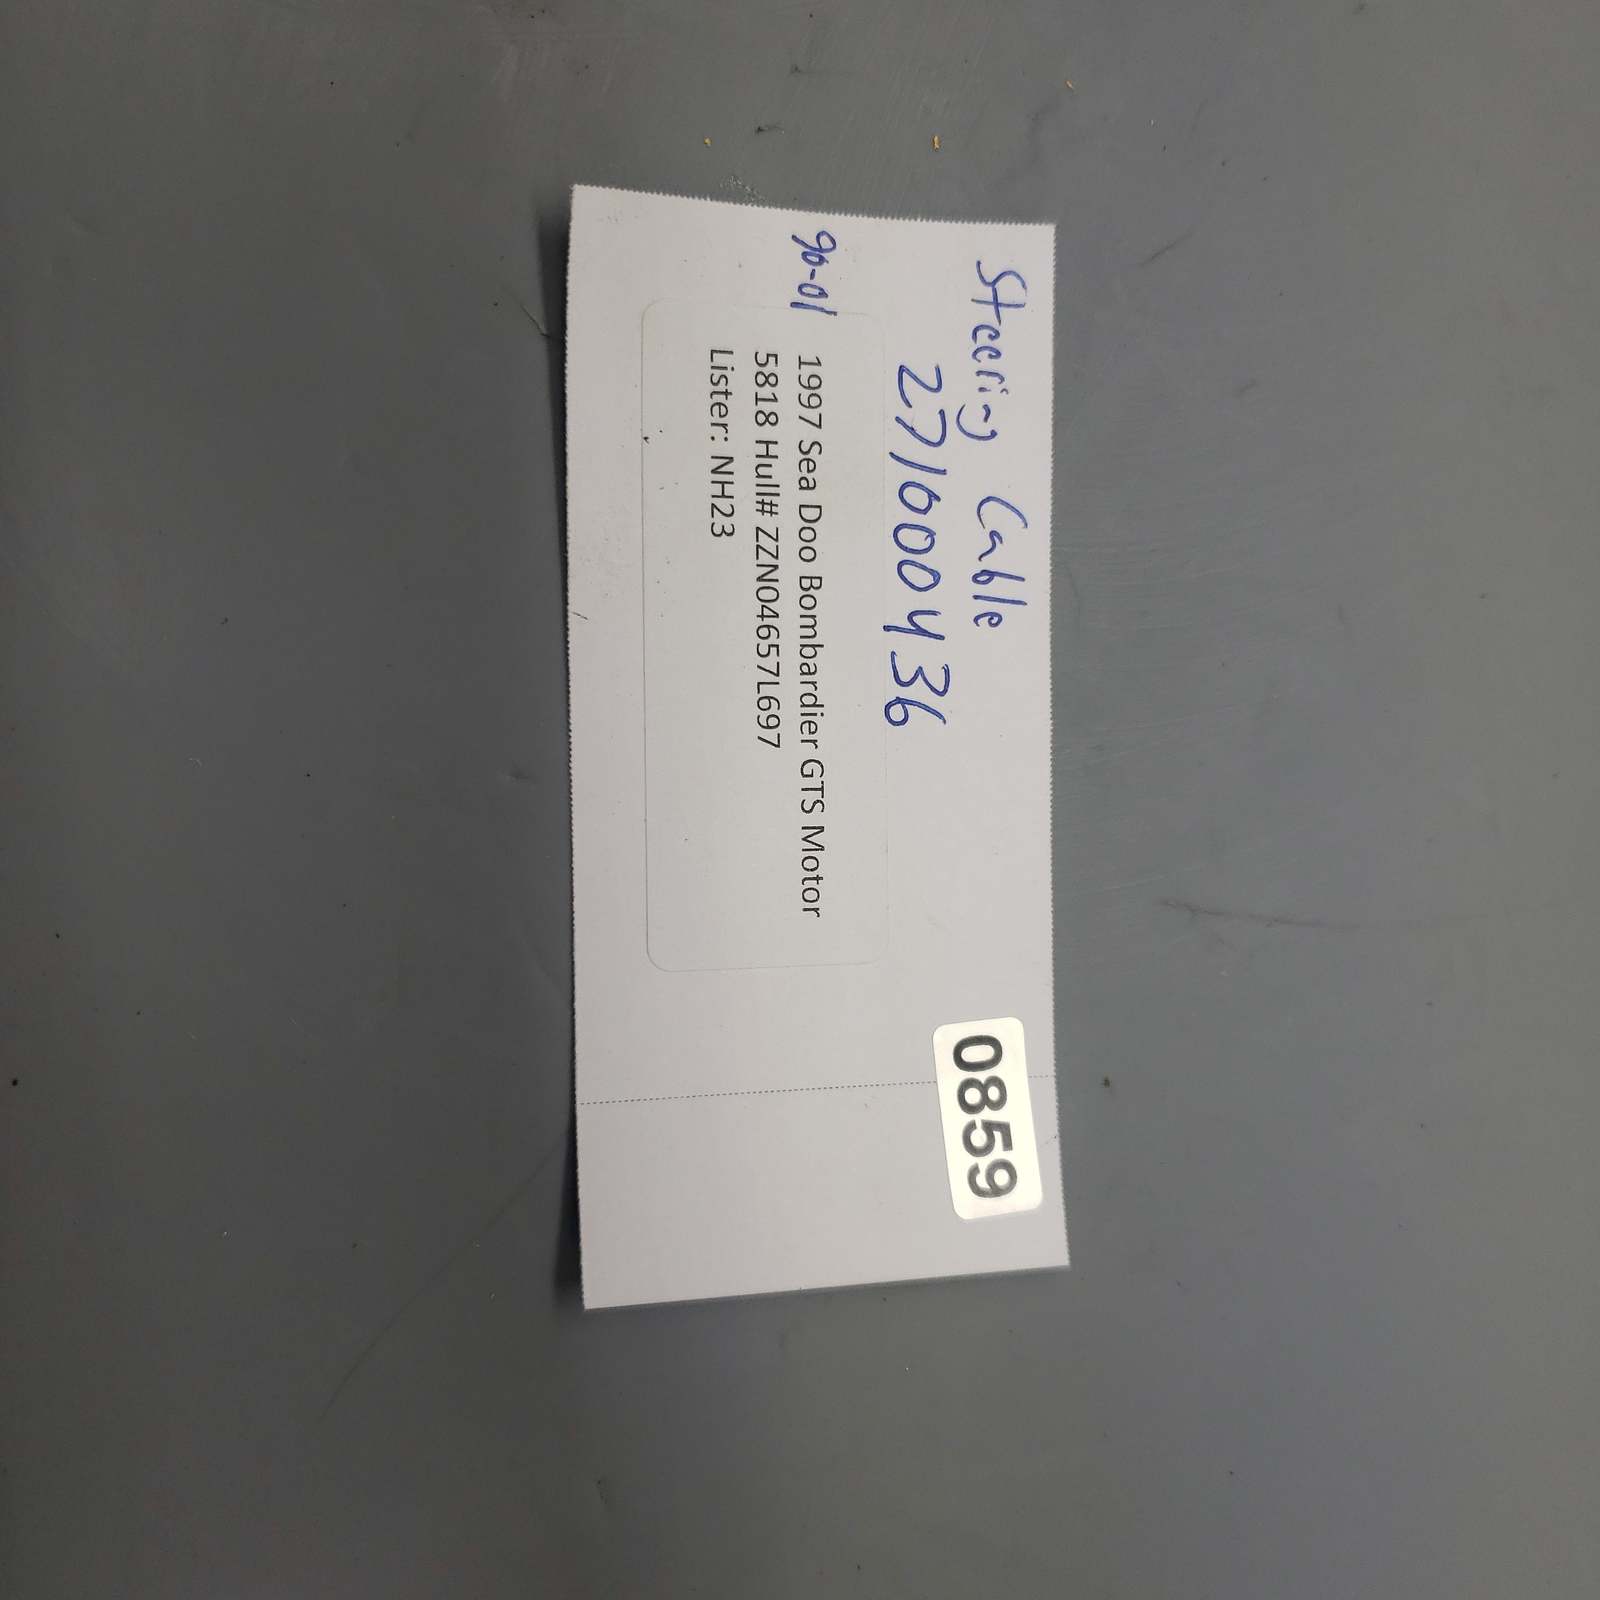 Steering Cable
271000436
96-01
1997 Sea Doo Bombardier GTS Motor
5818 Hull# ZZN04657L697
Lister: NH23
0859